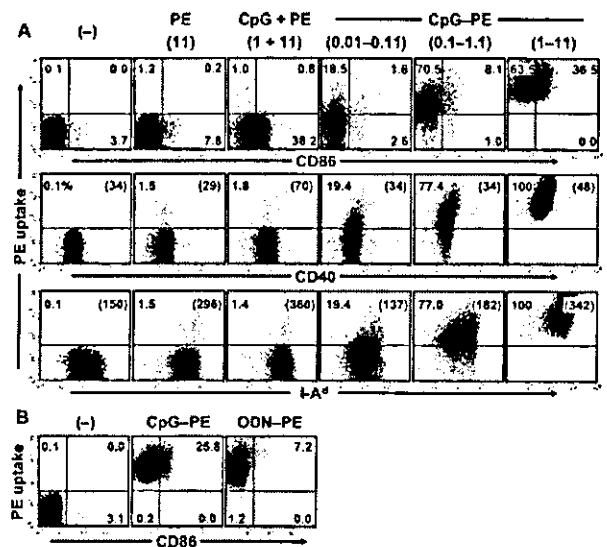 A
(–)
PE
(11)
CpG + PE
(1 + 11)
CpG–PE
(0.01–0.11)
(0.1–1.1)
(1–11)
0.1 0.0 3.7
1.2 0.2 7.8
1.0 0.8 38.2
18.5 1.6 2.6
70.5 8.1 1.0
63.5 36.5 0.0
CD86
0.1% (34)
1.5 (29)
1.8 (70)
19.4 (34)
77.4 (34)
100 (48)
PE uptake
CD40
0.1 (150)
1.5 (296)
1.4 (360)
19.4 (137)
77.0 (182)
100 (342)
I-Aᵈ
B
(–)
CpG–PE
ODN–PE
0.1 0.0 3.1
25.8 0.2 0.0
7.2 1.2 0.0
PE uptake
CD86